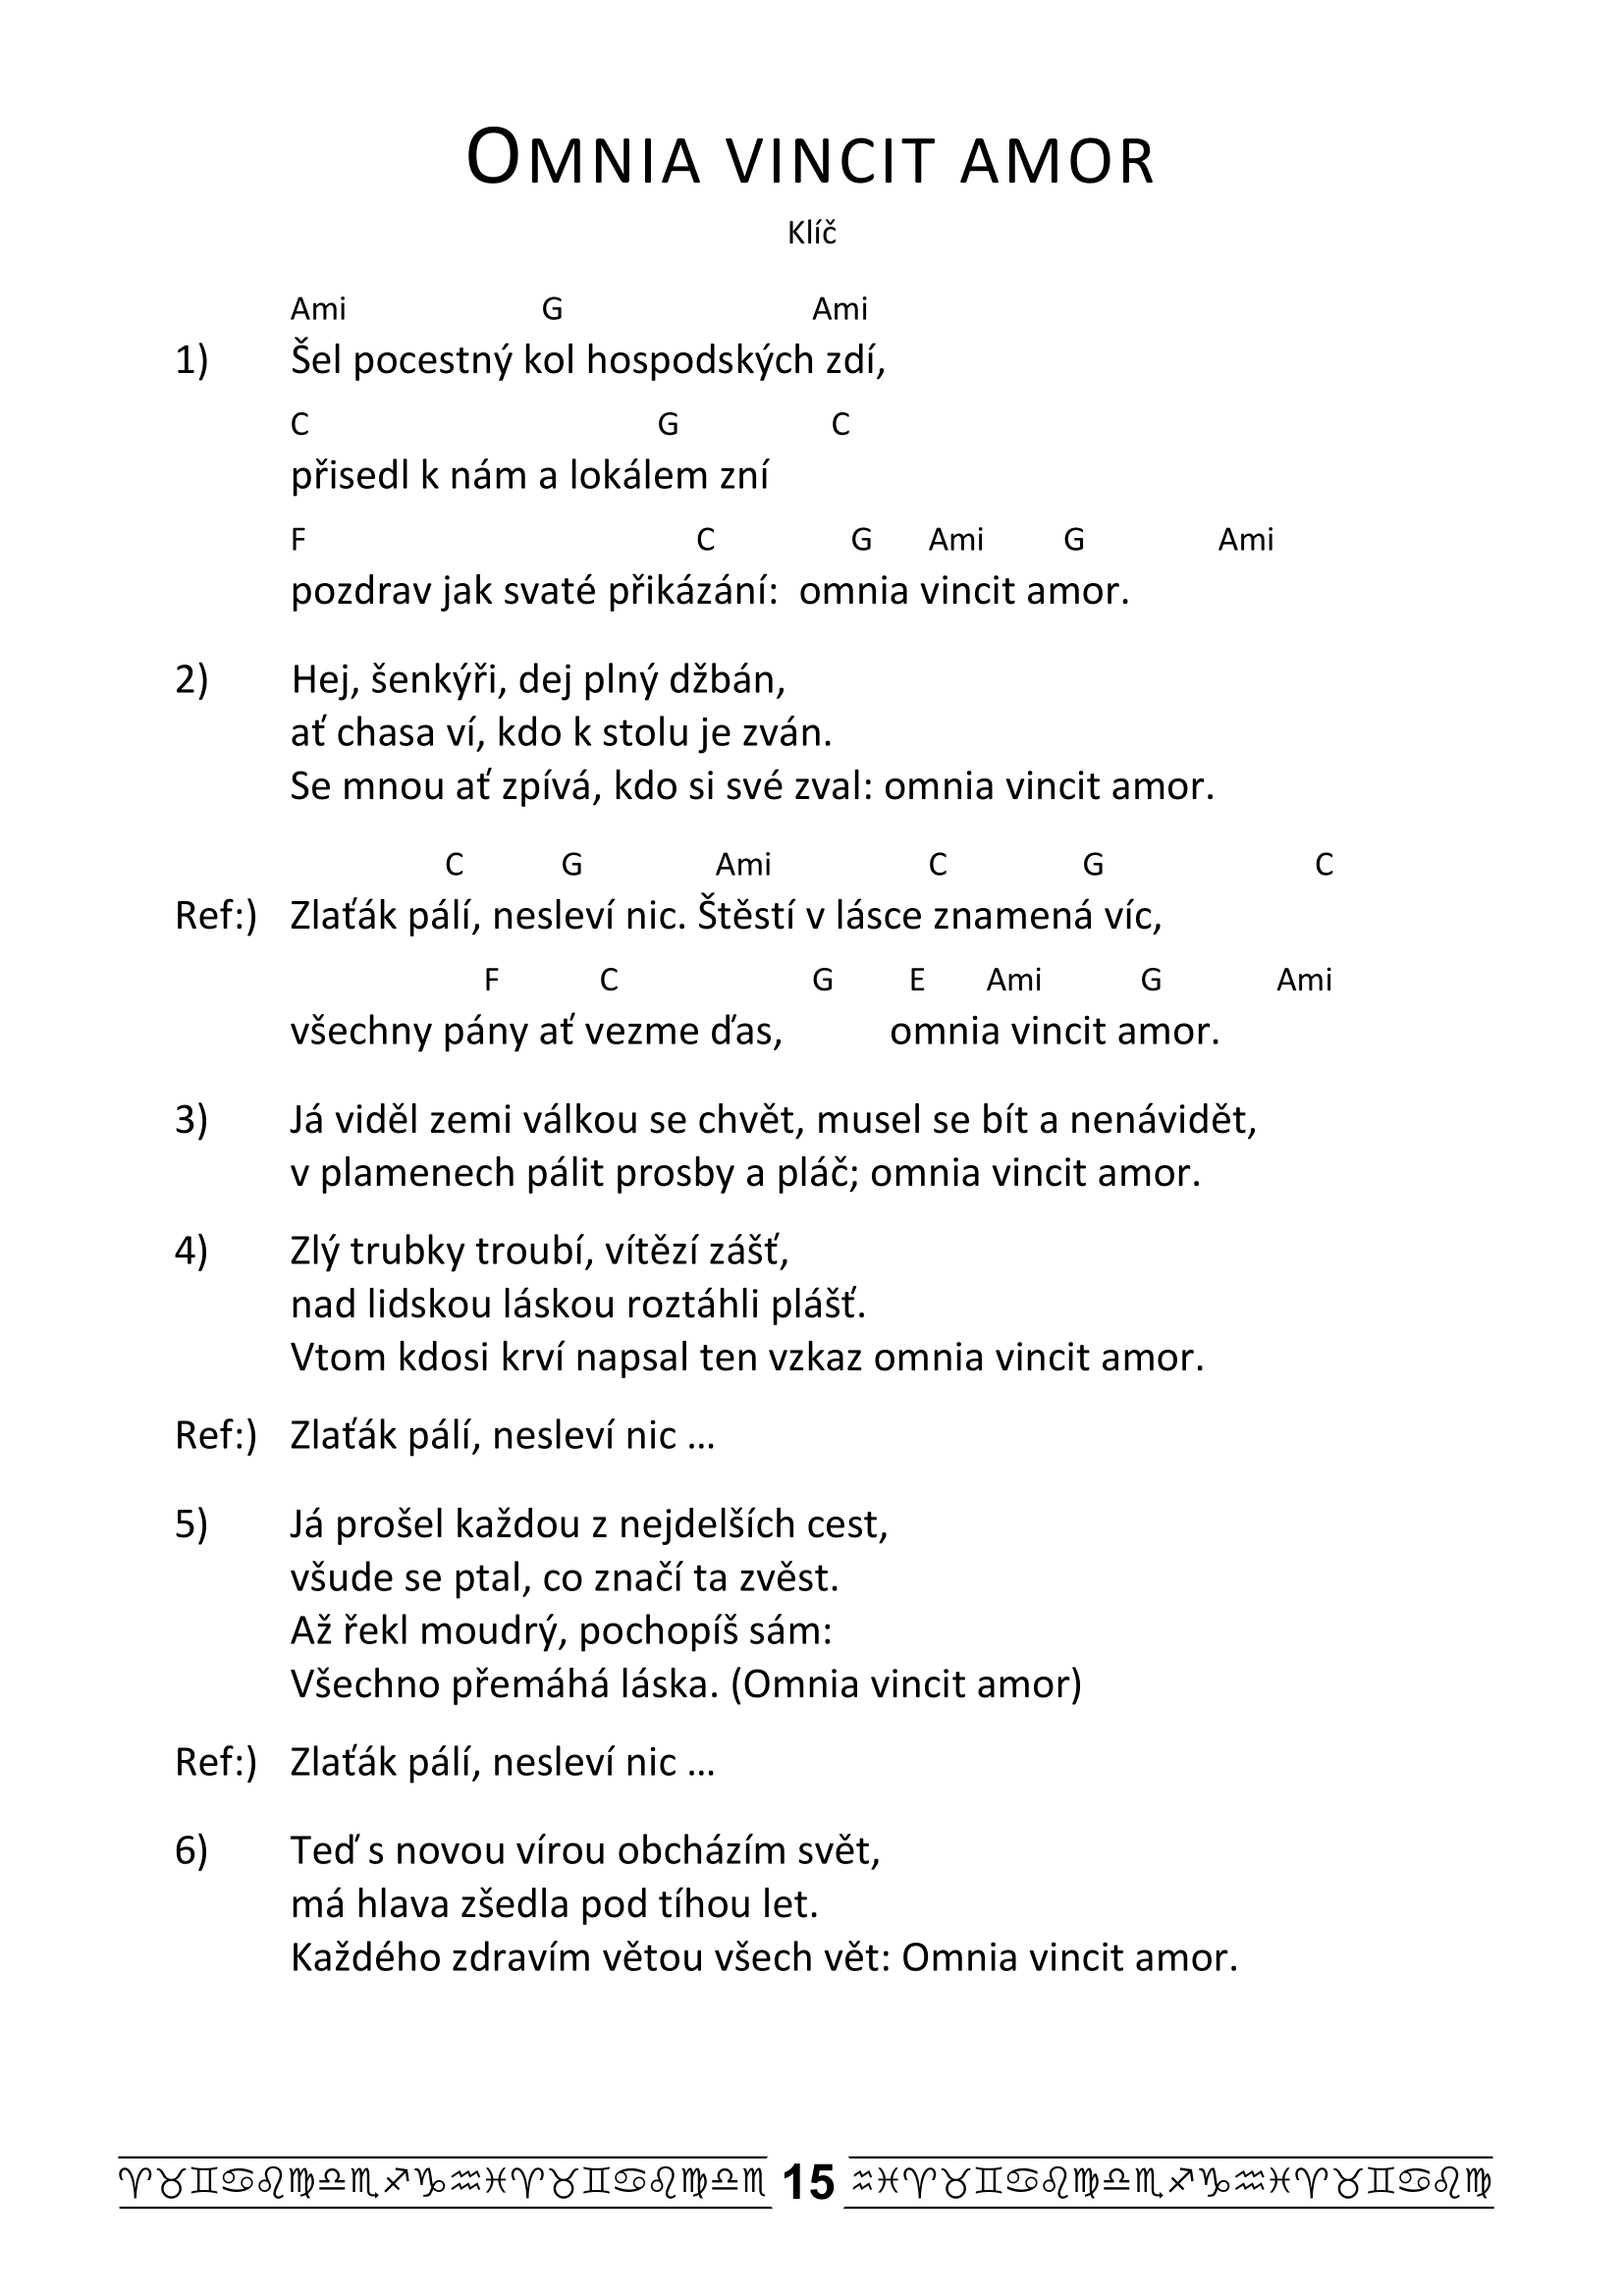 OMNIA VINCIT AMOR
Klíč
Ami G Ami
1) Šel pocestný kol hospodských zdí,
C G C
přisedl k nám a lokálem zní
F C G Ami G Ami
pozdrav jak svaté přikázání: omnia vincit amor.
2) Hej, šenkýři, dej plný džbán,
ať chasa ví, kdo k stolu je zván.
Se mnou ať zpívá, kdo si své zval: omnia vincit amor.
C G Ami C G C
Ref:) Zlaťák pálí, nesleví nic. Štěstí v lásce znamená víc,
F C G E Ami G Ami
všechny pány ať vezme ďas, omnia vincit amor.
3) Já viděl zemi válkou se chvět, musel se bít a nenávidět,
v plamenech pálit prosby a pláč; omnia vincit amor.
4) Zlý trubky troubí, vítězí zášť,
nad lidskou láskou roztáhli plášť.
Vtom kdosi krví napsal ten vzkaz omnia vincit amor.
Ref:) Zlaťák pálí, nesleví nic …
5) Já prošel každou z nejdelších cest,
všude se ptal, co značí ta zvěst.
Až řekl moudrý, pochopíš sám:
Všechno přemáhá láska. (Omnia vincit amor)
Ref:) Zlaťák pálí, nesleví nic …
6) Teď s novou vírou obcházím svět,
má hlava zšedla pod tíhou let.
Každého zdravím větou všech vět: Omnia vincit amor.
♈♉♊♋♌♍♎♏♐♑♒♓♈♉♊♋♌♍♎♏ 15 ♒♓♈♉♊♋♌♍♎♏♐♑♒♓♈♉♊♋♌♍